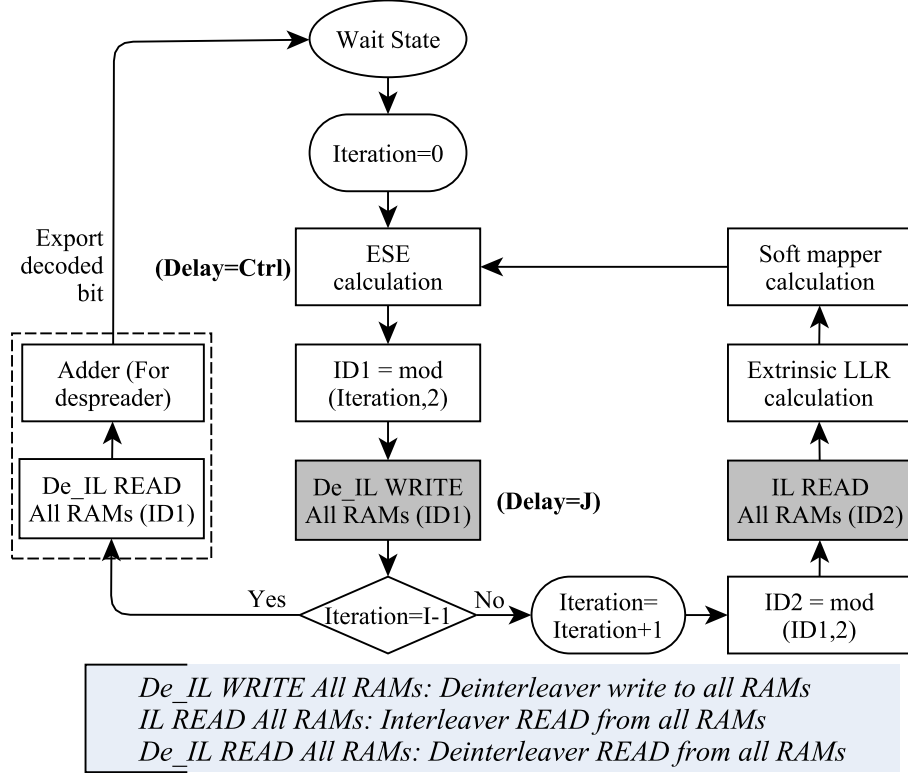 Wait State
Iteration=0
ESE
calculation
(Delay=Ctrl)
ID1 = mod
(Iteration,2)
De_IL WRITE
All RAMs (ID1)
(Delay=J)
Iteration=I-1
Yes
No
Iteration=
Iteration+1
ID2 = mod
(ID1,2)
IL READ
All RAMs (ID2)
Extrinsic LLR
calculation
Soft mapper
calculation
De_IL READ
All RAMs (ID1)
Adder (For
despreader)
Export
decoded
bit
De_IL WRITE All RAMs: Deinterleaver write to all RAMs
IL READ All RAMs: Interleaver READ from all RAMs
De_IL READ All RAMs: Deinterleaver READ from all RAMs